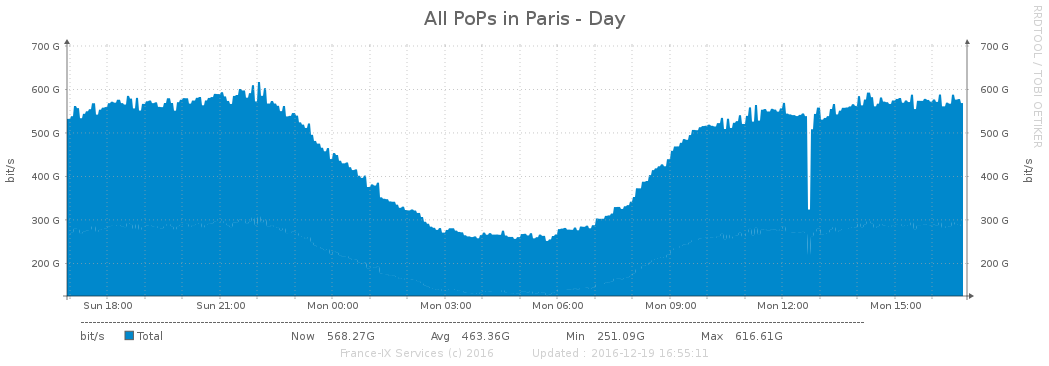 All PoPs in Paris - Day
RRDTOOL / TOBI OETIKER
700 G 700 G
600 G 600 G
500 G 500 G
400 G 400 G
300 G 300 G
200 G 200 G
bit/s bit/s
Sun 18:00 Sun 21:00 Mon 00:00 Mon 03:00 Mon 06:00 Mon 09:00 Mon 12:00 Mon 15:00
bit/s Total Now 568.27G Avg 463.36G Min 251.09G Max 616.61G
France-IX Services (c) 2016 Updated : 2016-12-19 16:55:11